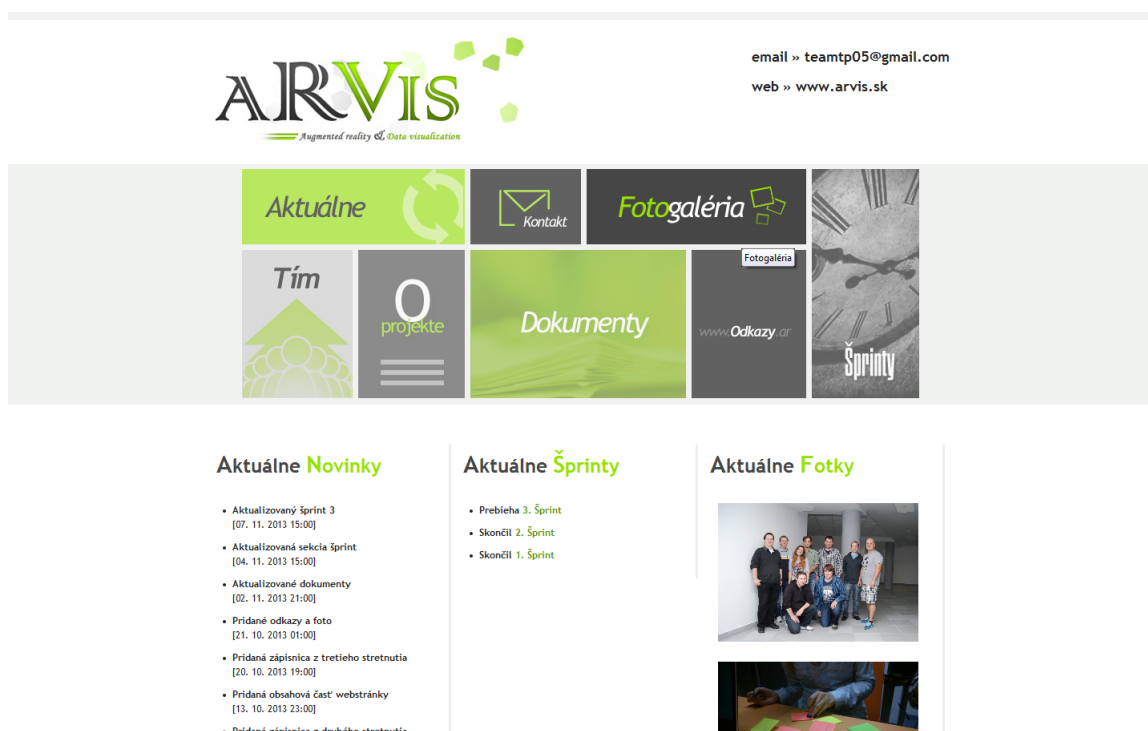 aRVis
Augmented reality & Data visualization
email » teamtp05@gmail.com
web » www.arvis.sk
Aktuálne
Kontakt
Fotogaléria
Fotogaléria
Tím
O
projekte
Dokumenty
www.Odkazy.ar
Šprinty
Aktuálne Novinky
Aktualizovaný šprint 3
[07. 11. 2013 15:00]
Aktualizovaná sekcia šprint
[04. 11. 2013 15:00]
Aktualizované dokumenty
[02. 11. 2013 21:00]
Pridané odkazy a foto
[21. 10. 2013 01:00]
Pridaná zápisnica z tretieho stretnutia
[20. 10. 2013 19:00]
Pridaná obsahová časť webstránky
[13. 10. 2013 23:00]
Pridaná zápisnica z druhého stretnutia
Aktuálne Šprinty
Prebieha 3. Šprint
Skončil 2. Šprint
Skončil 1. Šprint
Aktuálne Fotky